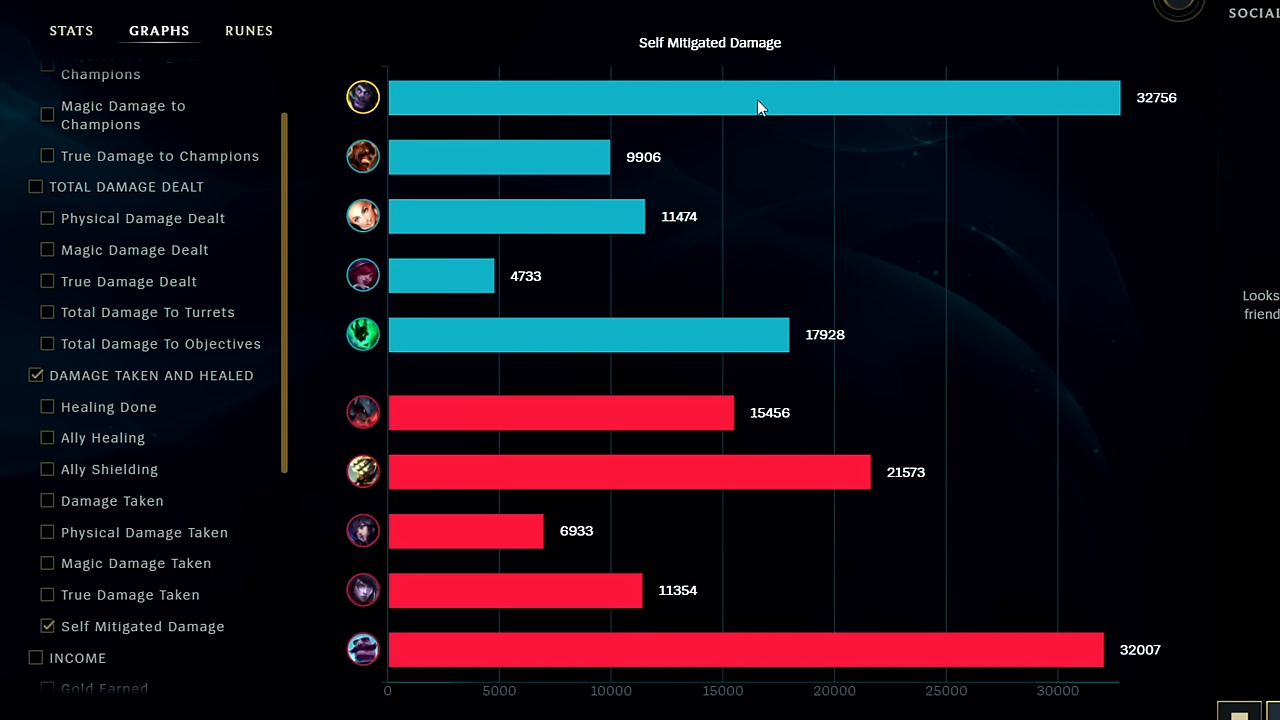 STATS
GRAPHS
RUNES
SOCIAL
Self Mitigated Damage
Champions
Magic Damage to
Champions
True Damage to Champions
TOTAL DAMAGE DEALT
Physical Damage Dealt
Magic Damage Dealt
True Damage Dealt
Total Damage To Turrets
Total Damage To Objectives
DAMAGE TAKEN AND HEALED
Healing Done
Ally Healing
Ally Shielding
Damage Taken
Physical Damage Taken
Magic Damage Taken
True Damage Taken
Self Mitigated Damage
INCOME
Gold Earned
32756
9906
11474
4733
17928
15456
21573
6933
11354
32007
0 5000 10000 15000 20000 25000 30000
Looks
friend